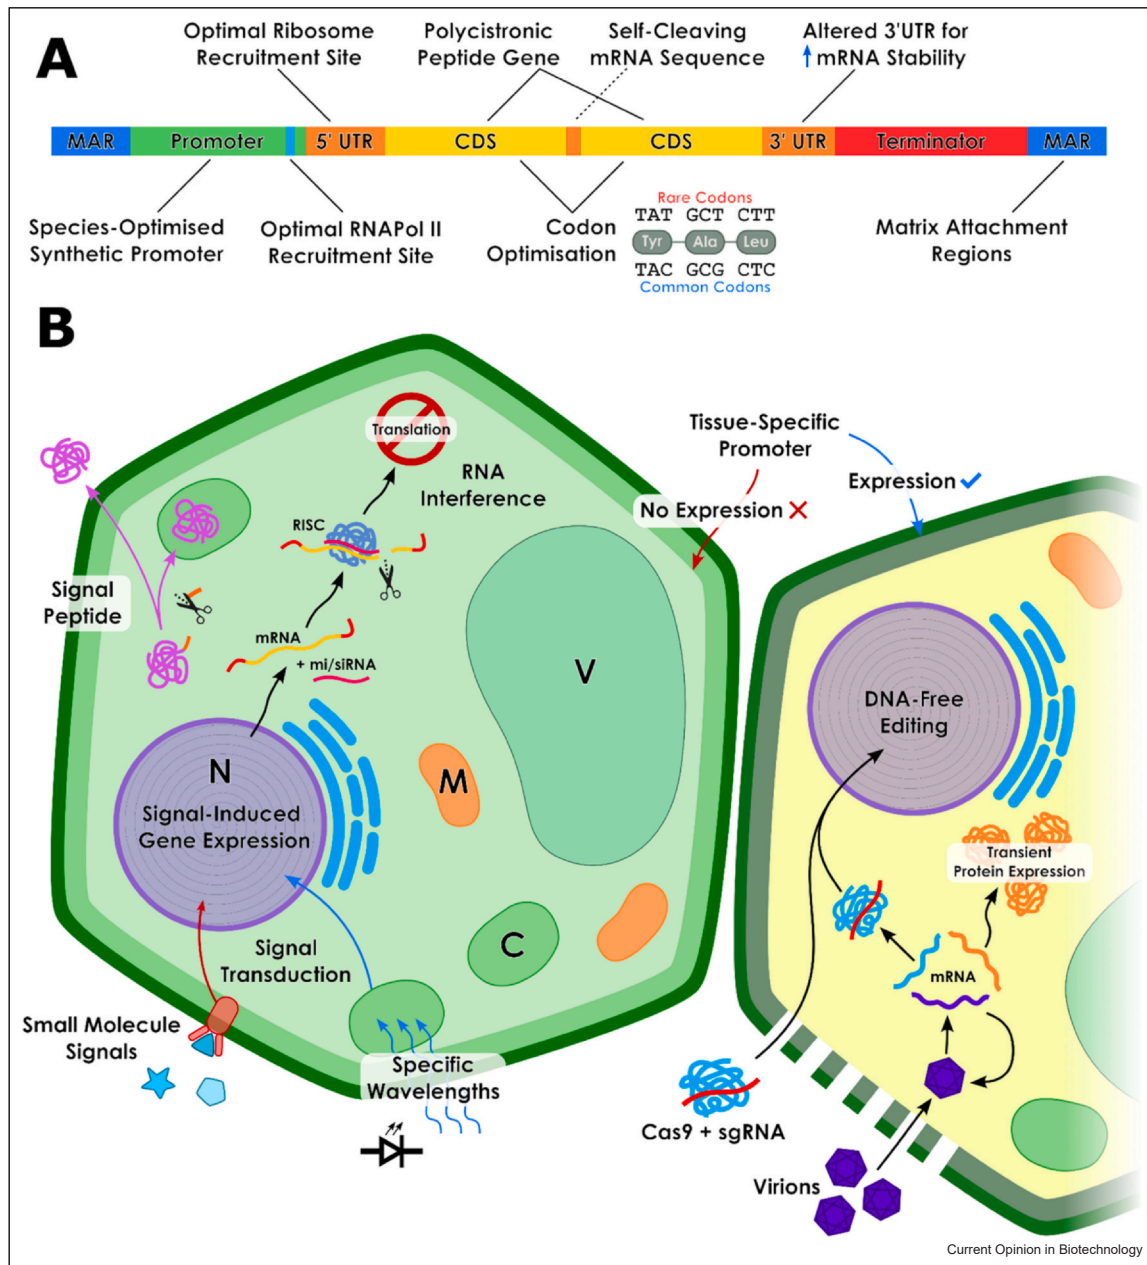 A
Optimal Ribosome
Recruitment Site
Polycistronic
Peptide Gene
Self-Cleaving
mRNA Sequence
Altered 3'UTR for
mRNA Stability
MAR Promoter 5' UTR CDS CDS 3' UTR Terminator MAR
Species-Optimised
Synthetic Promoter
Optimal RNAPol II
Recruitment Site
Codon
Optimisation
Rare Codons
TAT GCT CTT
Tyr Ala Leu
TAC GCG CTC
Common Codons
Matrix Attachment
Regions
B
Translation
RNA
Interference
RISC
Signal
Peptide
mRNA
+ mi/siRNA
N
Signal-Induced
Gene Expression
V
M
C
Signal
Transduction
Small Molecule
Signals
Specific
Wavelengths
Tissue-Specific
Promoter
No Expression
Expression
DNA-Free
Editing
Transient
Protein Expression
mRNA
Cas9 + sgRNA
Virions
Current Opinion in Biotechnology